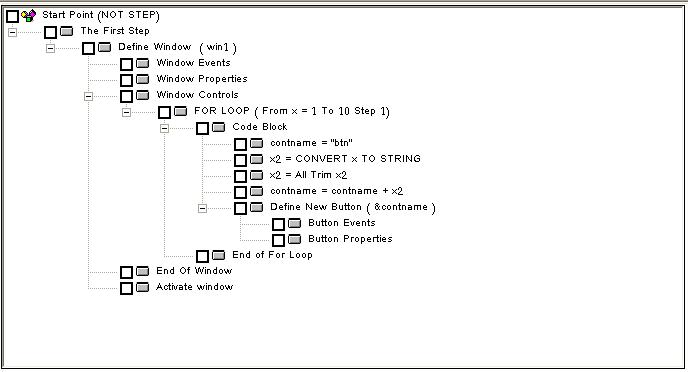 Start Point (NOT STEP)
The First Step
Define Window ( win1 )
Window Events
Window Properties
Window Controls
FOR LOOP ( From x = 1 To 10 Step 1)
Code Block
contname = "btn"
x2 = CONVERT x TO STRING
x2 = All Trim x2
contname = contname + x2
Define New Button ( &contname )
Button Events
Button Properties
End of For Loop
End Of Window
Activate window